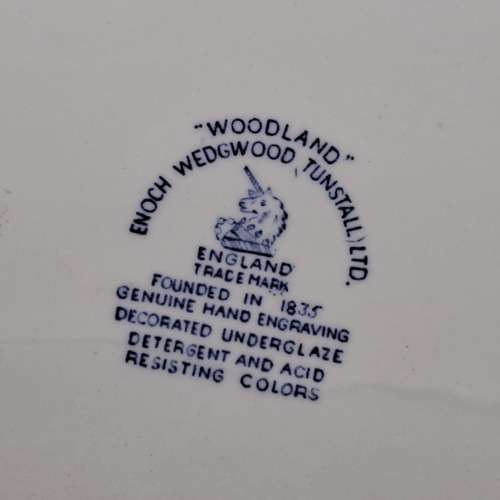 "WOODLAND"
ENOCH WEDGWOOD (TUNSTALL) LTD.
ENGLAND
TRADE MARK
FOUNDED IN 1835
GENUINE HAND ENGRAVING
DECORATED UNDERGLAZE
DETERGENT AND ACID
RESISTING COLORS